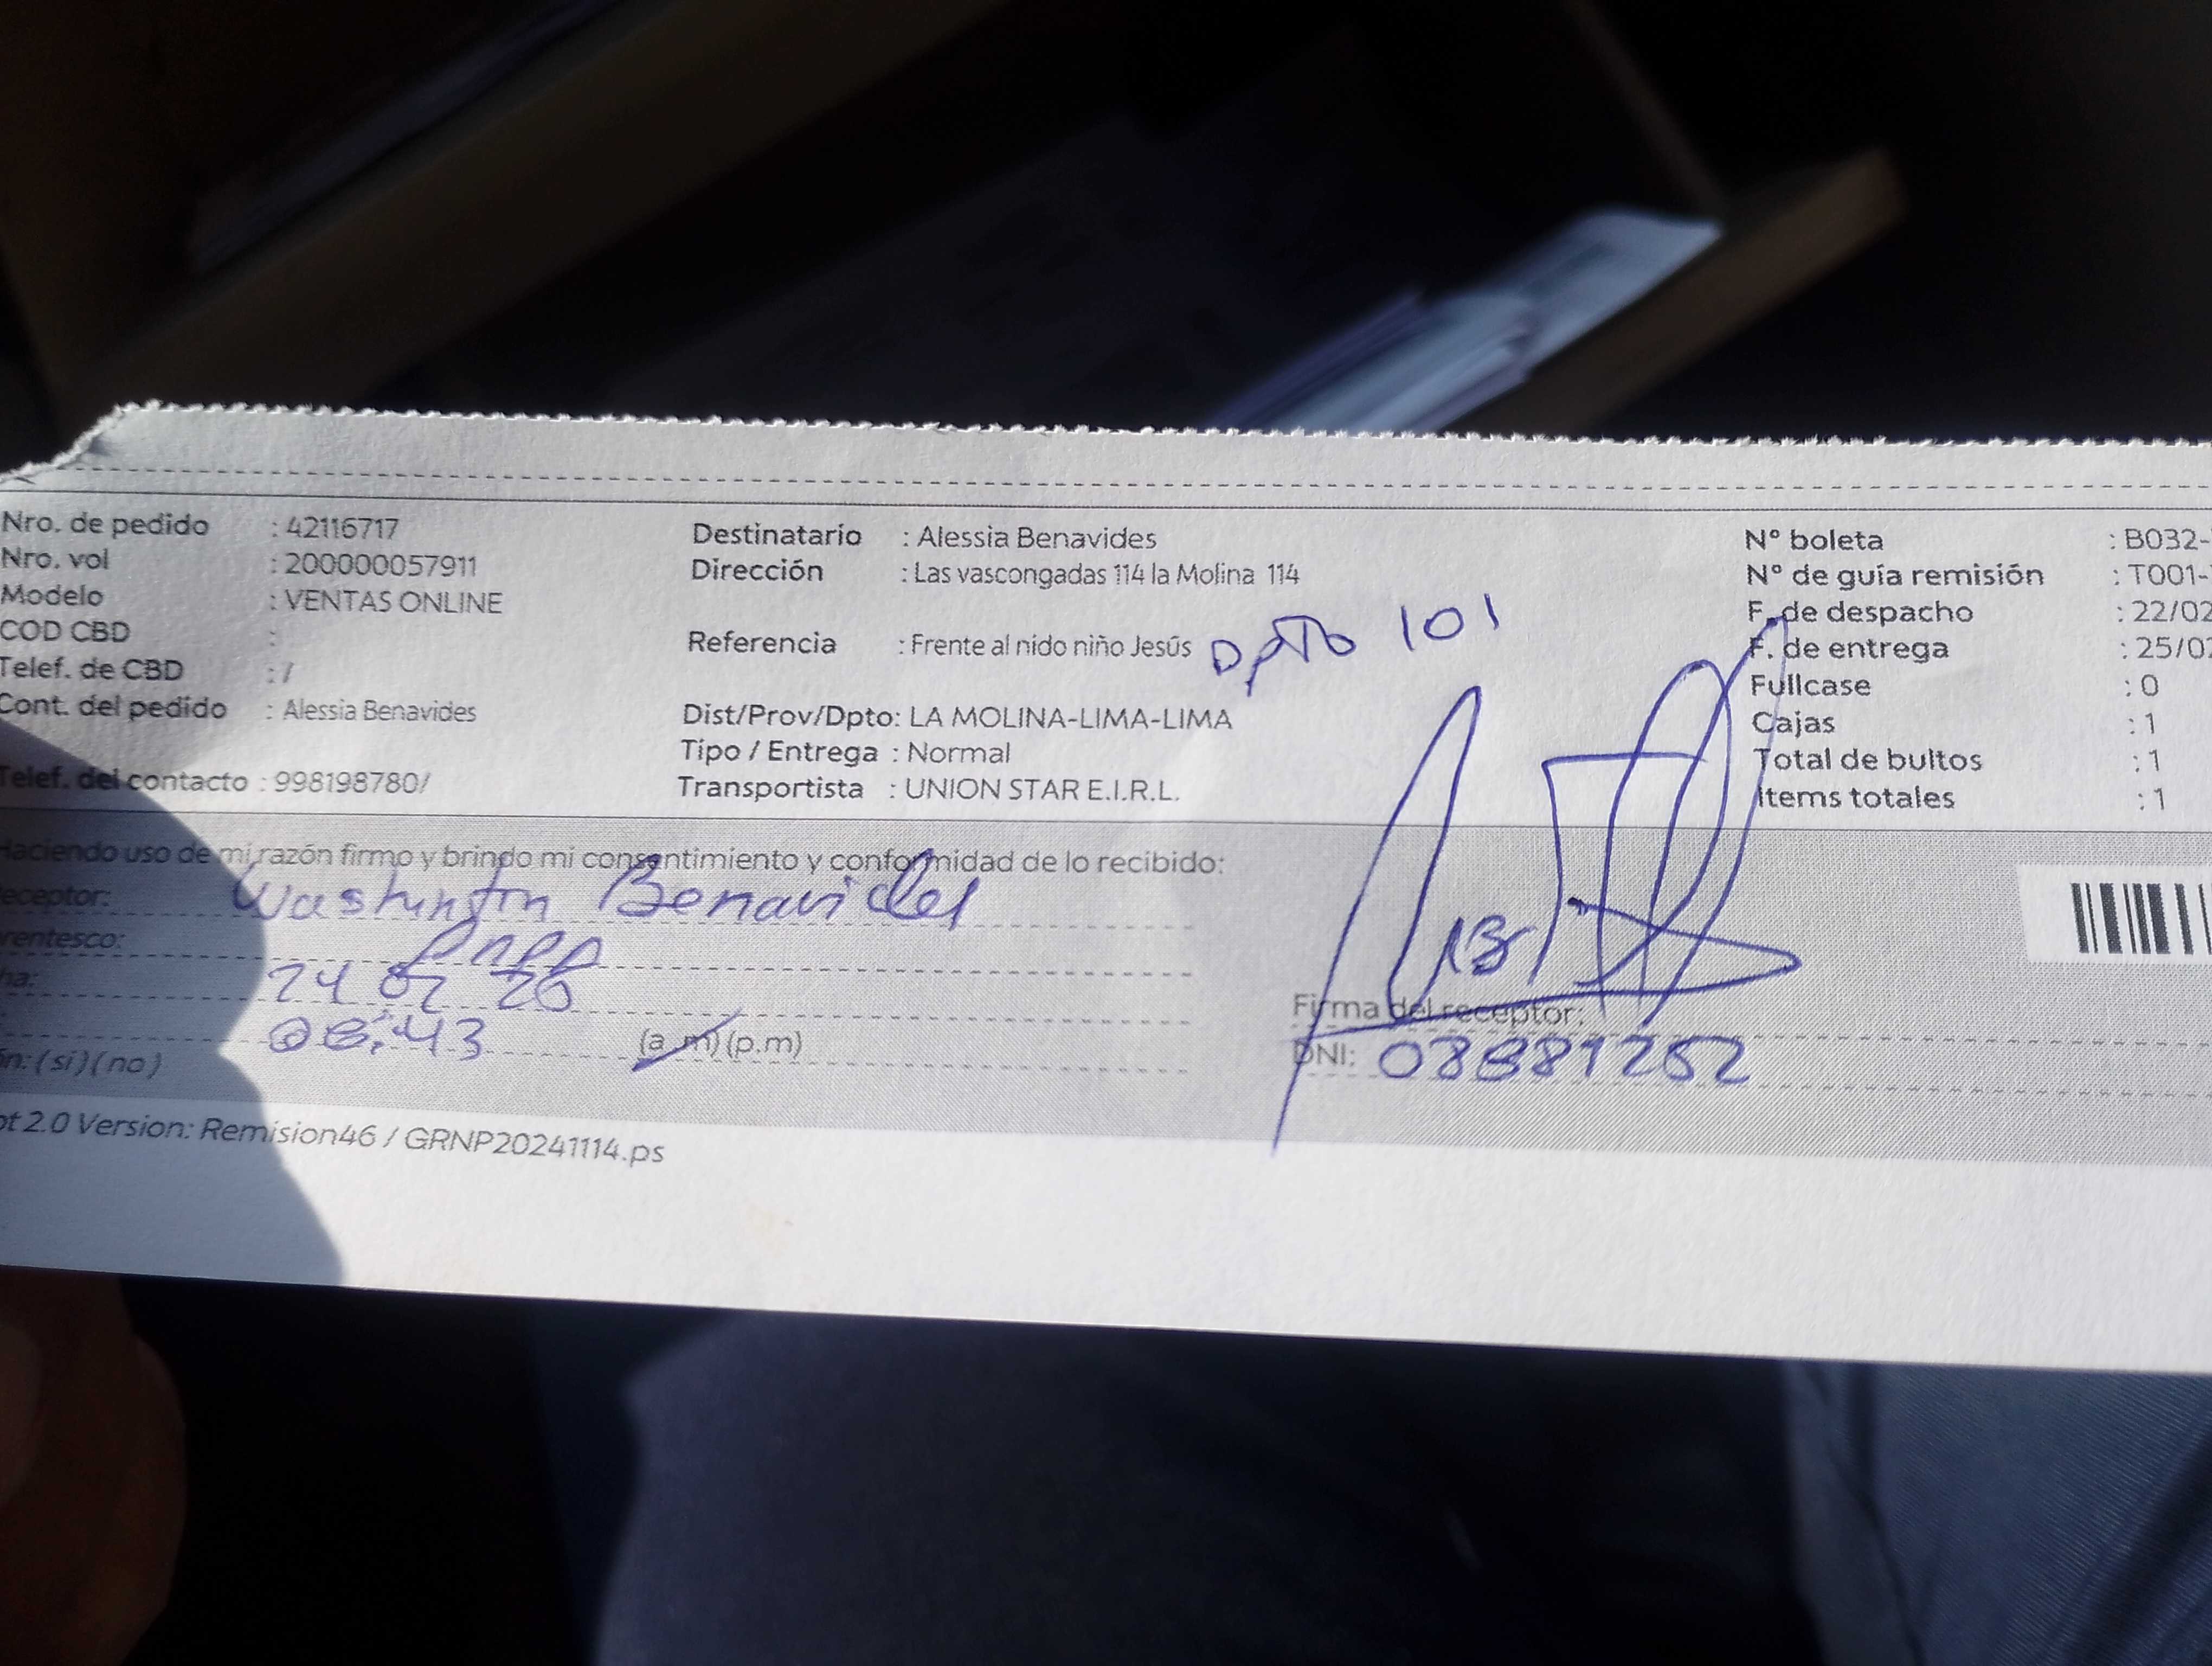 Nro. de pedido : 42116717
Nro. vol : 200000057911
Modelo : VENTAS ONLINE
COD CBD :
Telef. de CBD : /
Cont. del pedido : Alessia Benavides
Telef. del contacto : 998198780/
Destinatario : Alessia Benavides
Dirección : Las vascongadas 114 la Molina 114
Referencia : Frente al nido niño Jesús DpTo 101
Dist/Prov/Dpto: LA MOLINA-LIMA-LIMA
Tipo / Entrega : Normal
Transportista : UNION STAR E.I.R.L.
N° boleta : B032-
N° de guía remisión : T001-
F. de despacho : 22/02
F. de entrega : 25/02
Fullcase : 0
Cajas : 1
Total de bultos : 1
Items totales : 1
Haciendo uso de mi razón firmo y brindo mi consentimiento y conformidad de lo recibido:
eceptor: Washington Benavides
rentesco:
ha: 24 02 26
:43 (a.m) (p.m)
n: (si) (no)
Firma del receptor:
DNI:
ot 2.0 Version: Remision46 / GRNP20241114.ps